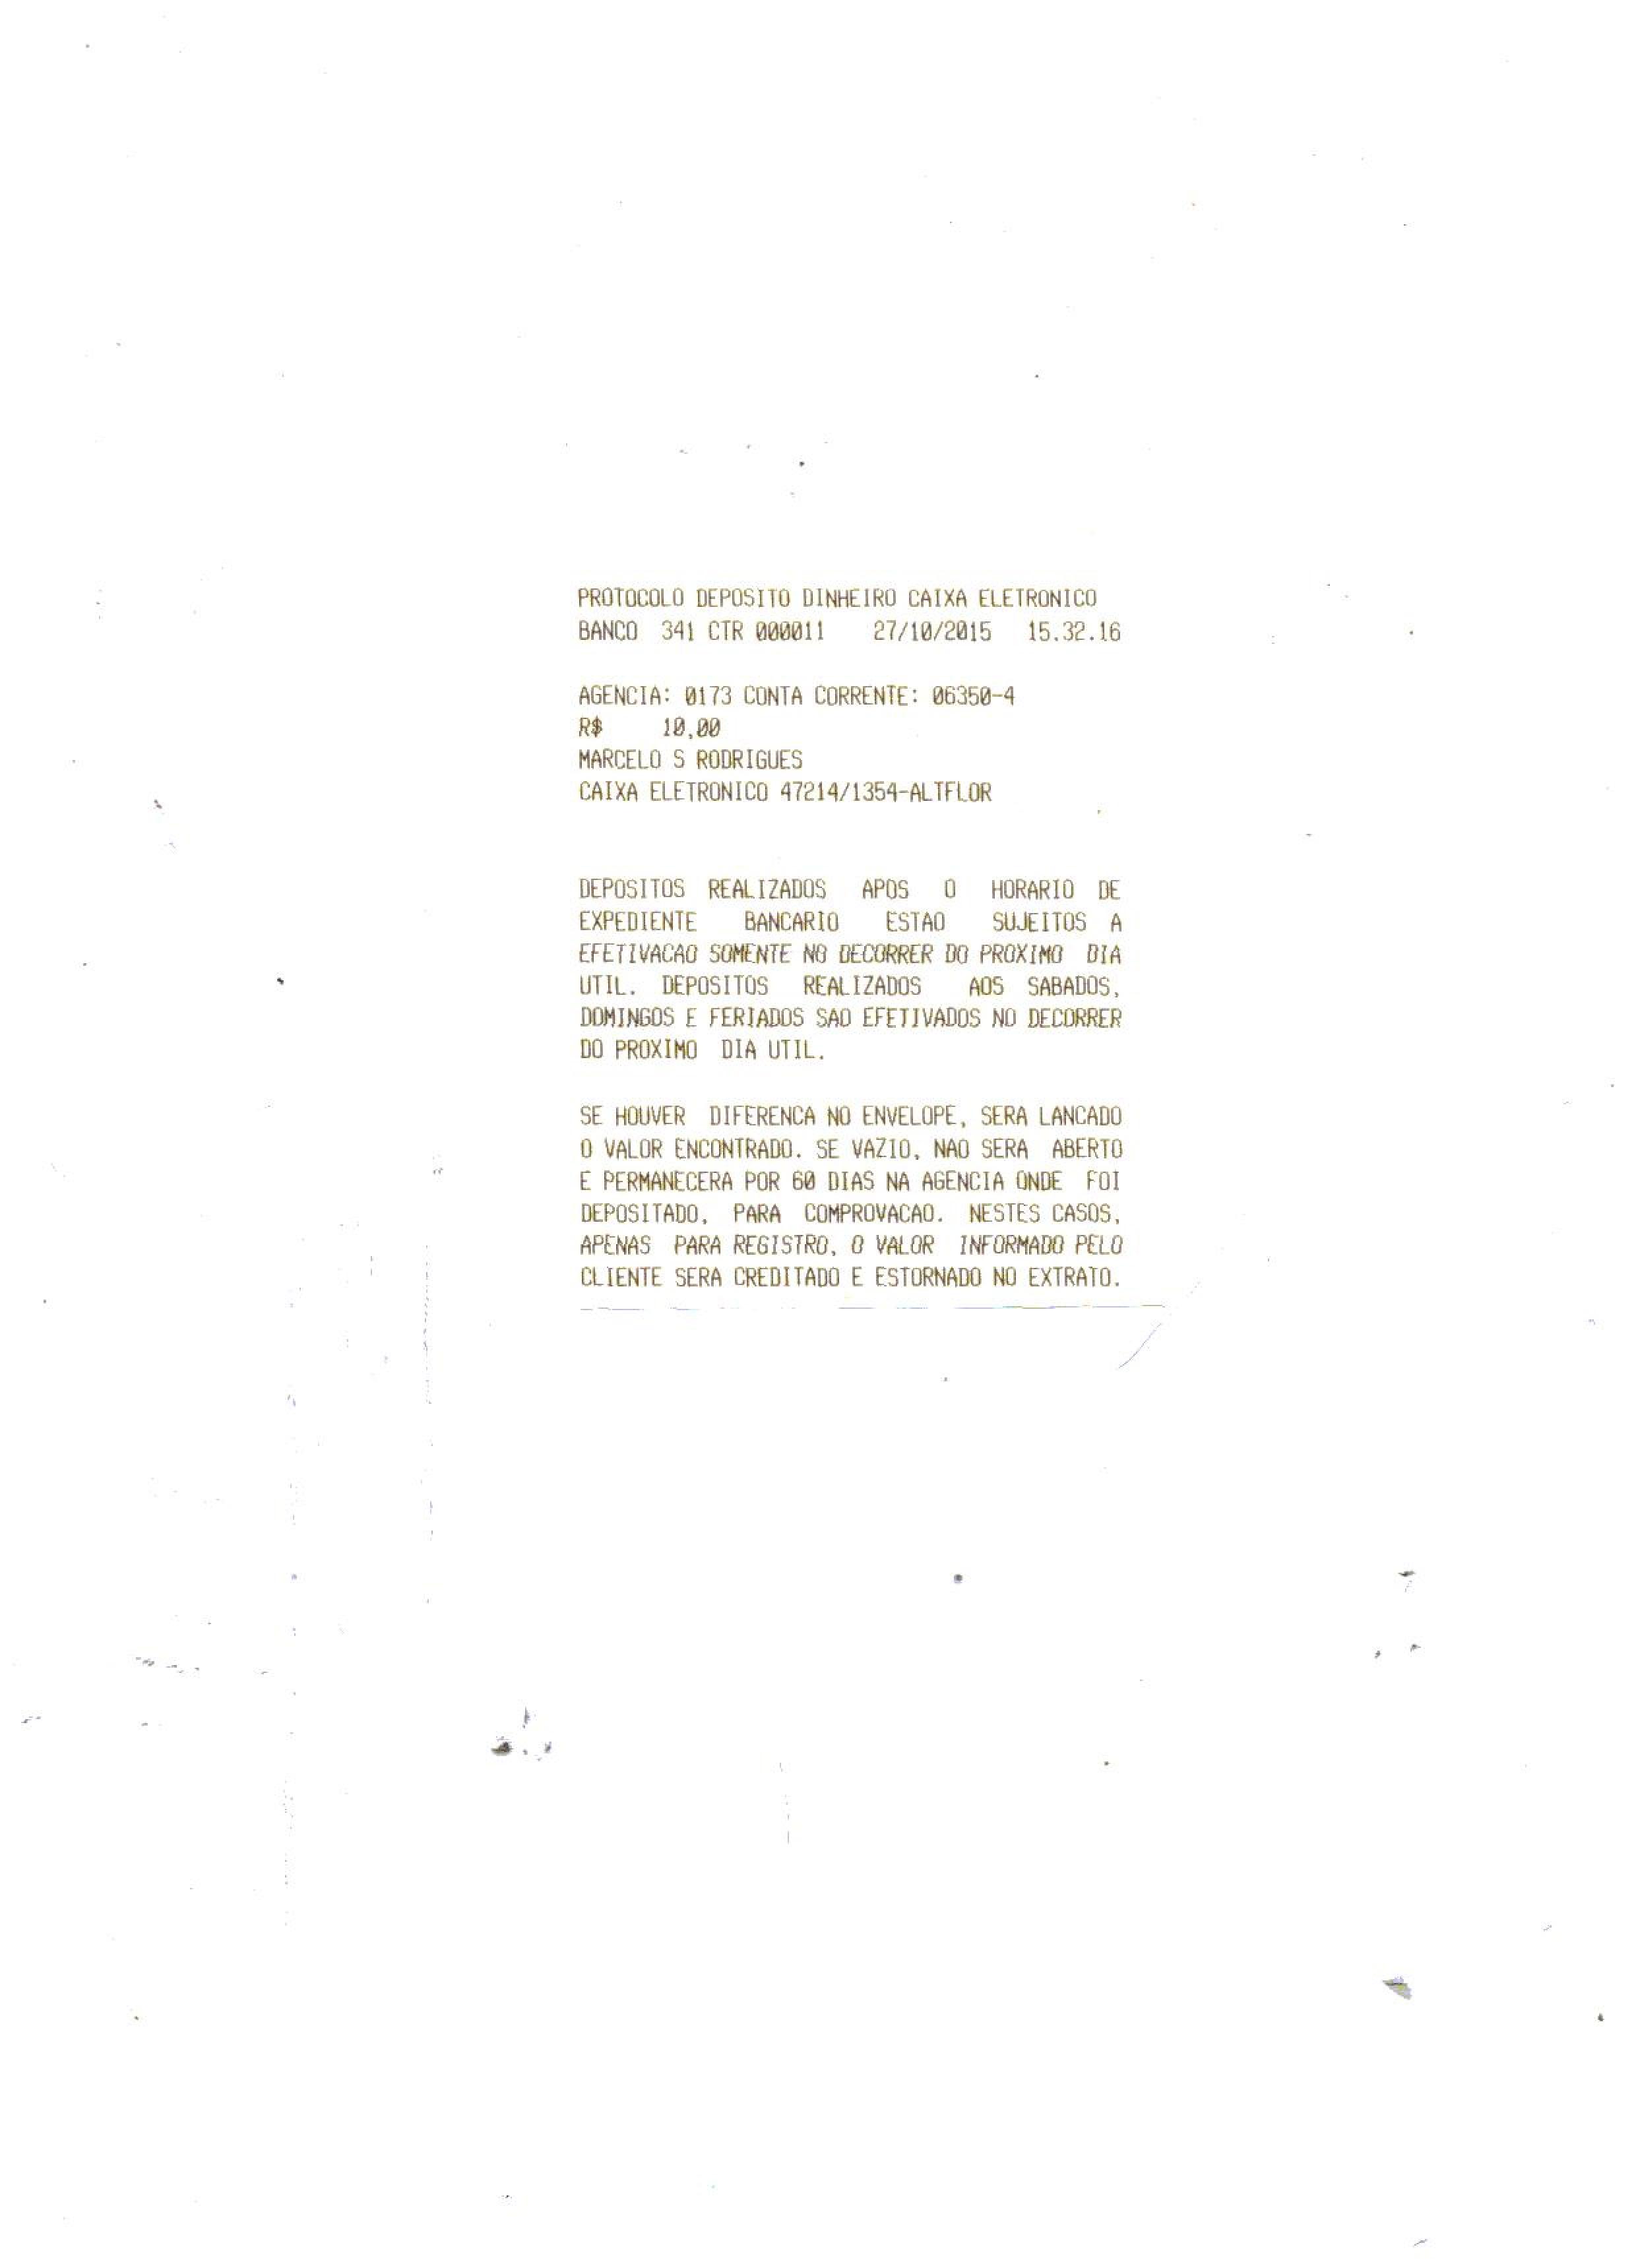 PROTOCOLO DEPOSITO DINHEIRO CAIXA ELETRONICO
BANCO 341 CTR 000011 27/10/2015 15.32.16
AGENCIA: 0173 CONTA CORRENTE: 06350-4
R$ 10,00
MARCELO S RODRIGUES
CAIXA ELETRONICO 47214/1354-ALTFLOR
DEPOSITOS REALIZADOS APOS O HORARIO DE
EXPEDIENTE BANCARIO ESTAO SUJEITOS A
EFETIVACAO SOMENTE NO DECORRER DO PROXIMO DIA
UTIL. DEPOSITOS REALIZADOS AOS SABADOS,
DOMINGOS E FERIADOS SAO EFETIVADOS NO DECORRER
DO PROXIMO DIA UTIL.
SE HOUVER DIFERENCA NO ENVELOPE, SERA LANCADO
O VALOR ENCONTRADO. SE VAZIO, NAO SERA ABERTO
E PERMANECERA POR 60 DIAS NA AGENCIA ONDE FOI
DEPOSITADO, PARA COMPROVACAO. NESTES CASOS,
APENAS PARA REGISTRO, O VALOR INFORMADO PELO
CLIENTE SERA CREDITADO E ESTORNADO NO EXTRATO.